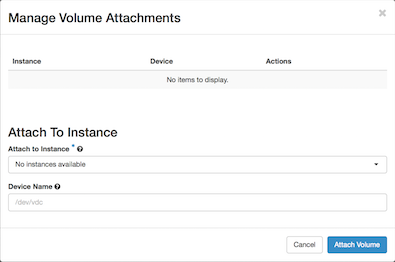 Manage Volume Attachments ×
Instance Device Actions
No items to display.
Attach To Instance
Attach to Instance * ?
No instances available
Device Name ?
/dev/vdc
Cancel Attach Volume